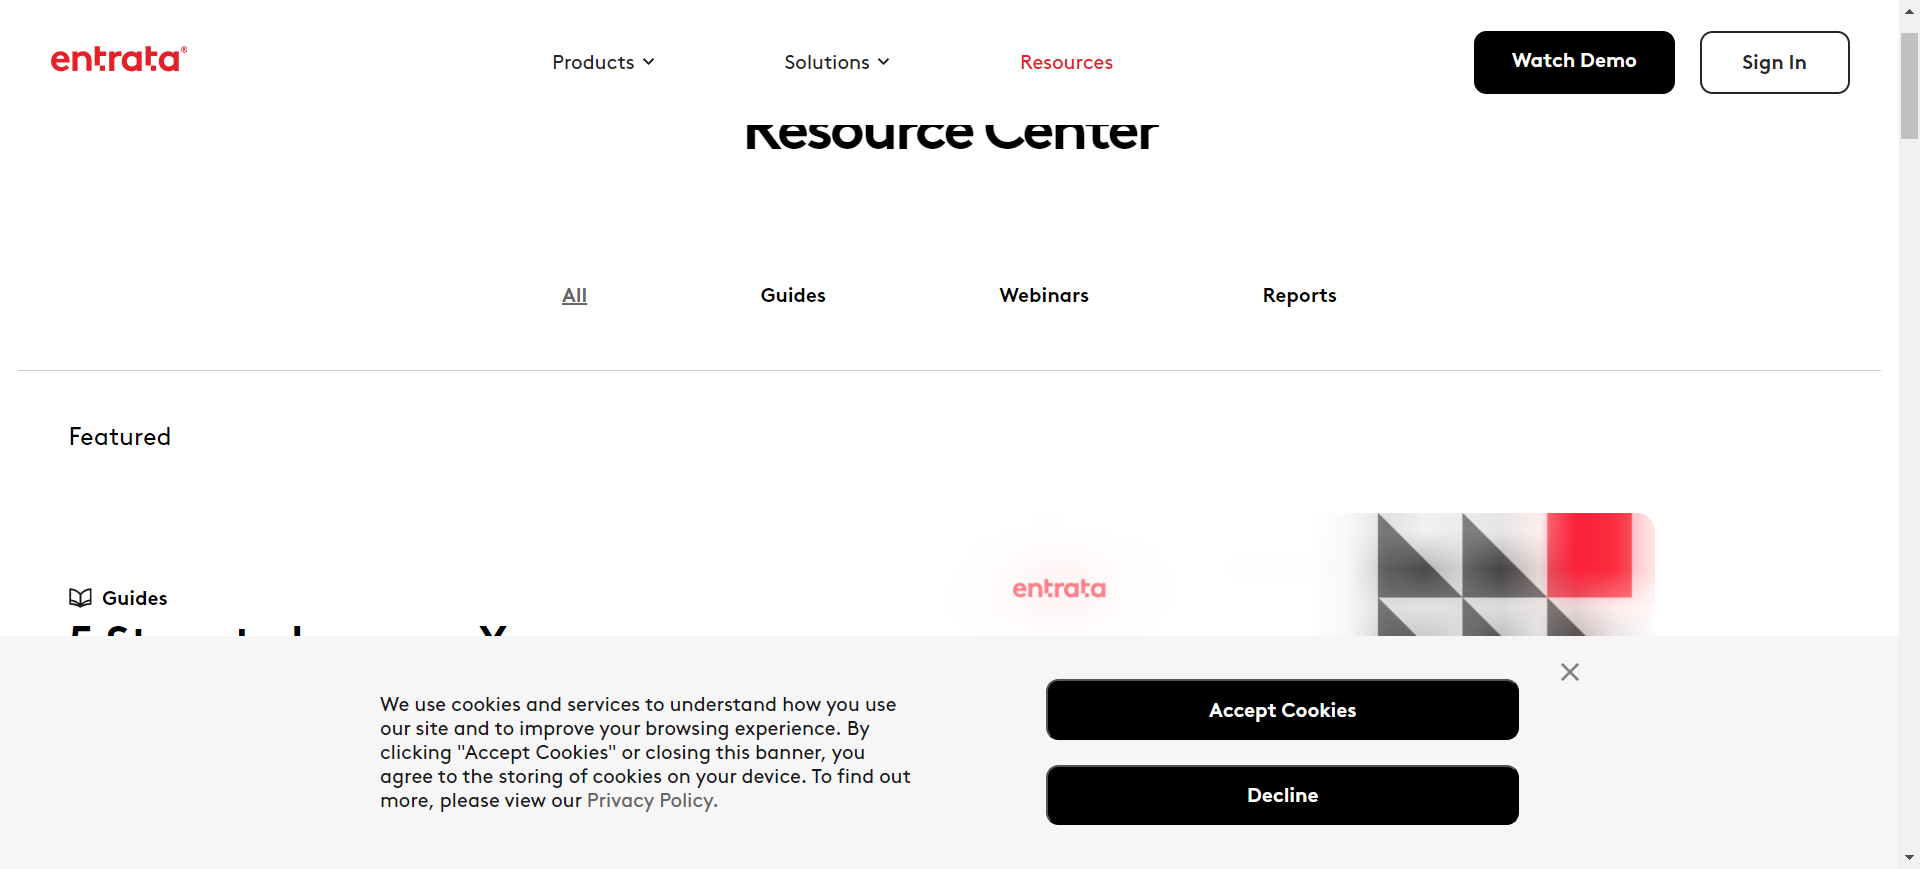 entrata®
Products
Solutions
Resources
Watch Demo
Sign In
Resource Center
All
Guides
Webinars
Reports
Featured
entrata
Guides
We use cookies and services to understand how you use
our site and to improve your browsing experience. By
clicking "Accept Cookies" or closing this banner, you
agree to the storing of cookies on your device. To find out
more, please view our Privacy Policy.
Accept Cookies
Decline